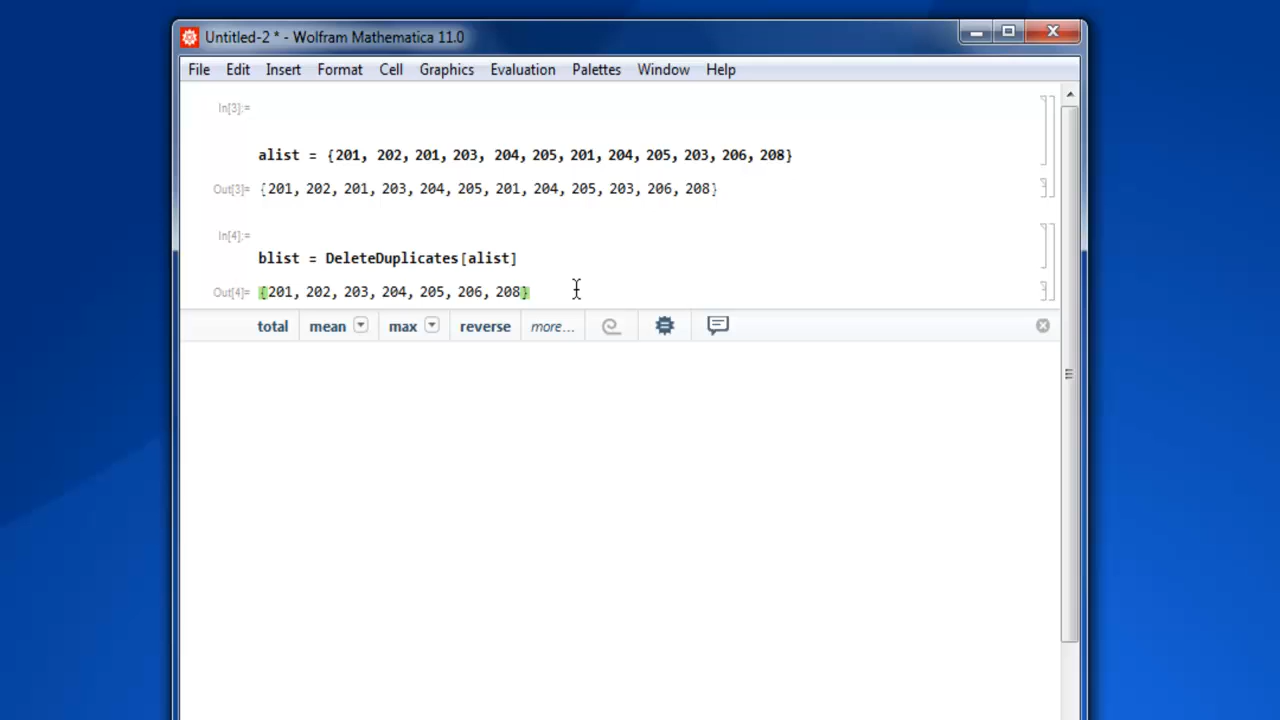 Untitled-2 * - Wolfram Mathematica 11.0
File Edit Insert Format Cell Graphics Evaluation Palettes Window Help
In[3]:=
alist = {201, 202, 201, 203, 204, 205, 201, 204, 205, 203, 206, 208}
Out[3]= {201, 202, 201, 203, 204, 205, 201, 204, 205, 203, 206, 208}
In[4]:=
blist = DeleteDuplicates[alist]
Out[4]= {201, 202, 203, 204, 205, 206, 208}
total mean max reverse more...